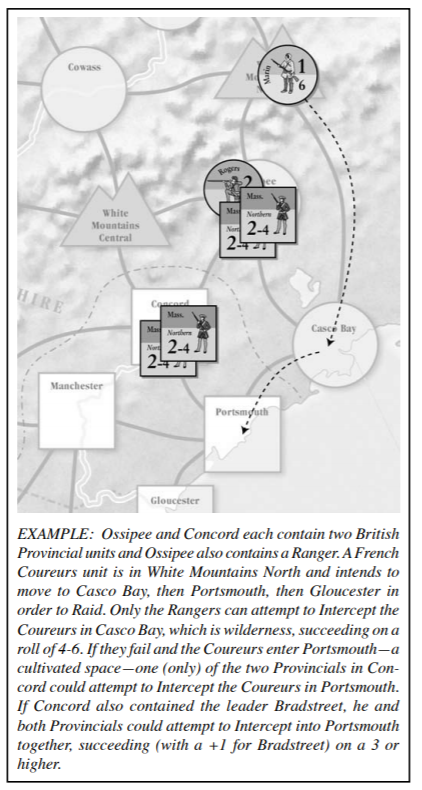 Cowass
Marin
1
6
Rogers
2
Mass.
Northern
2-4
2-4
White
Mountains
Central
HIRE
Concord
Mass.
Northern
2-4
2-4
Casco Bay
Manchester
Portsmouth
Gloucester
EXAMPLE: Ossipee and Concord each contain two British
Provincial units and Ossipee also contains a Ranger. A French
Coureurs unit is in White Mountains North and intends to
move to Casco Bay, then Portsmouth, then Gloucester in
order to Raid. Only the Rangers can attempt to Intercept the
Coureurs in Casco Bay, which is wilderness, succeeding on a
roll of 4-6. If they fail and the Coureurs enter Portsmouth—a
cultivated space—one (only) of the two Provincials in Con-
cord could attempt to Intercept the Coureurs in Portsmouth.
If Concord also contained the leader Bradstreet, he and
both Provincials could attempt to Intercept into Portsmouth
together, succeeding (with a +1 for Bradstreet) on a 3 or
higher.